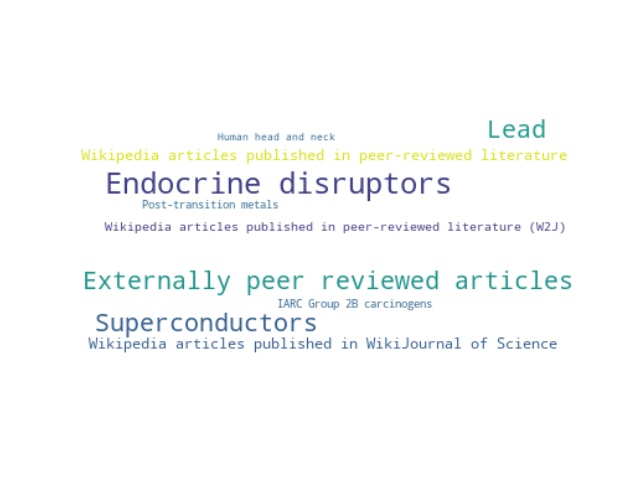 Lead
Human head and neck
Wikipedia articles published in peer-reviewed literature
Endocrine disruptors
Post-transition metals
Wikipedia articles published in peer-reviewed literature (W2J)
Externally peer reviewed articles
IARC Group 2B carcinogens
Superconductors
Wikipedia articles published in WikiJournal of Science